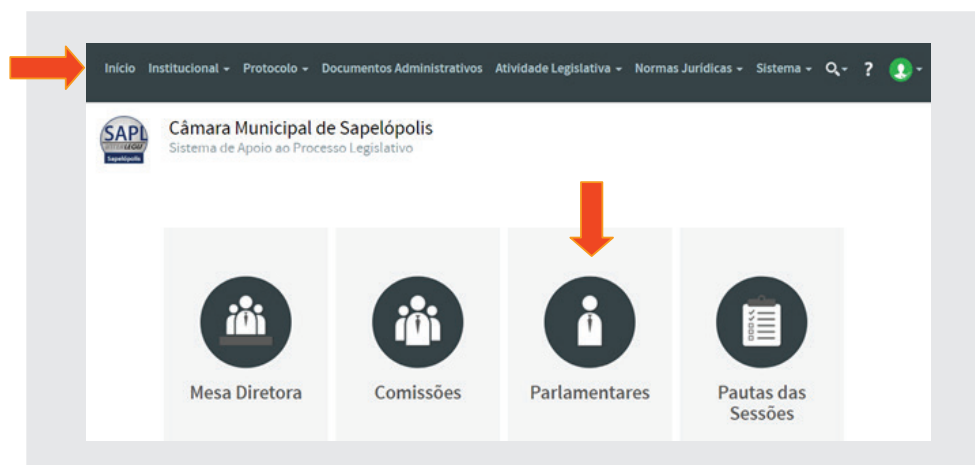 Início Institucional Protocolo Documentos Administrativos Atividade Legislativa Normas Jurídicas Sistema ?
SAPL
INTERLEGIS
Sapelópolis
Câmara Municipal de Sapelópolis
Sistema de Apoio ao Processo Legislativo
Mesa Diretora Comissões Parlamentares Pautas das
Sessões